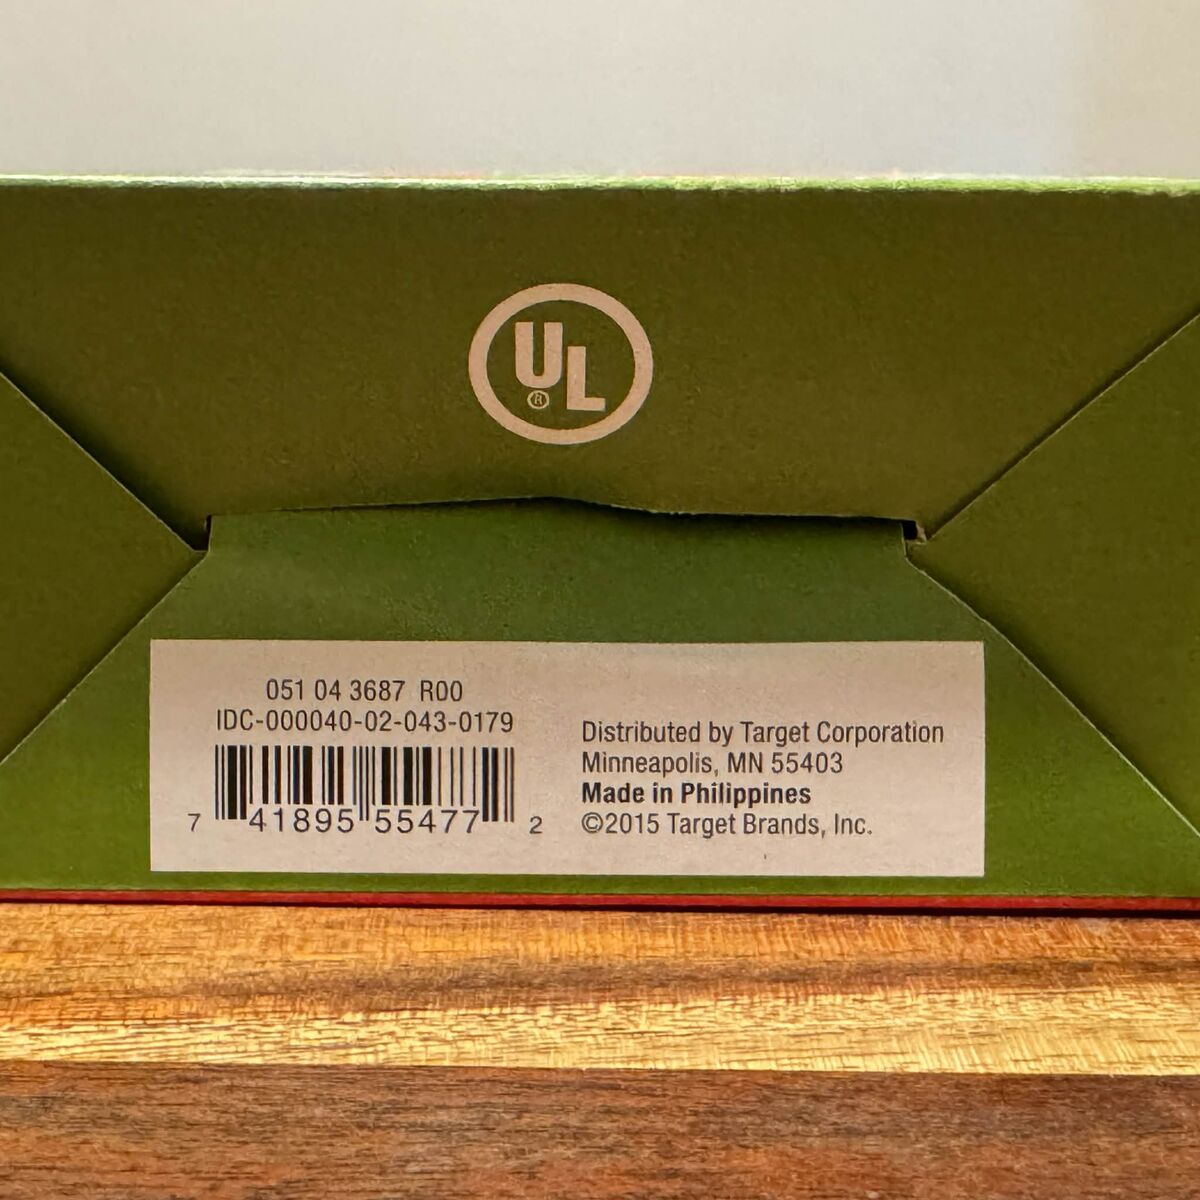 UL
®
051 04 3687 R00
IDC-000040-02-043-0179
7 41895 55477 2
Distributed by Target Corporation
Minneapolis, MN 55403
Made in Philippines
©2015 Target Brands, Inc.